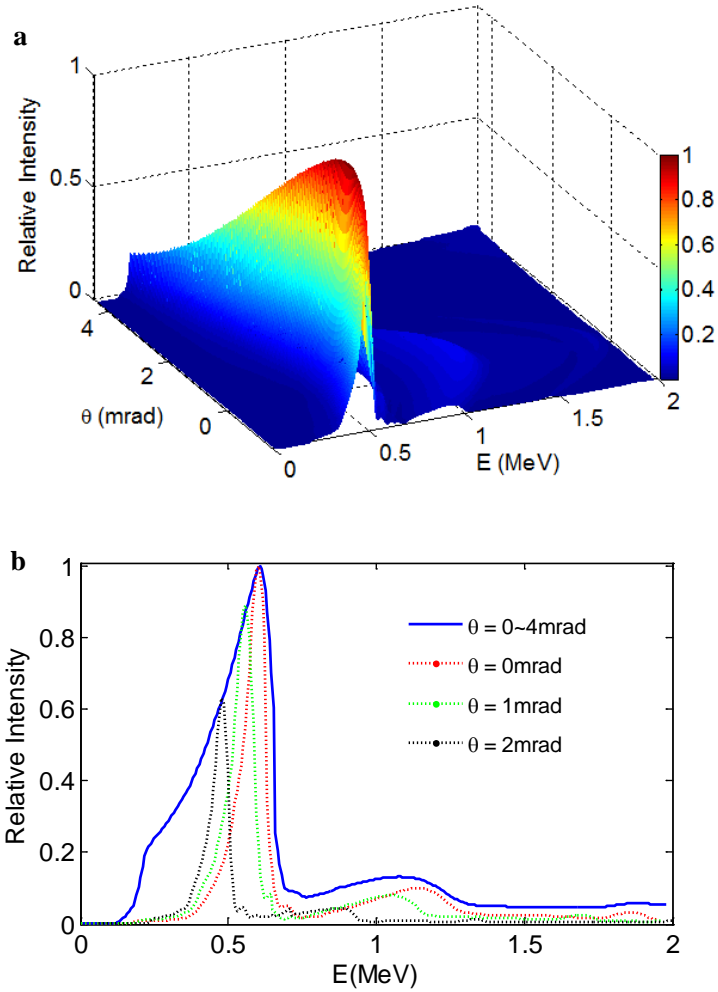 a
Relative Intensity
1
0.5
0
4
2
0
θ (mrad)
0
0.5
1
1.5
2
E (MeV)
1
0.8
0.6
0.4
0.2
b
Relative Intensity
1
0.8
0.6
0.4
0.2
0
0
0.5
1
1.5
2
E(MeV)
θ = 0~4mrad
θ = 0mrad
θ = 1mrad
θ = 2mrad